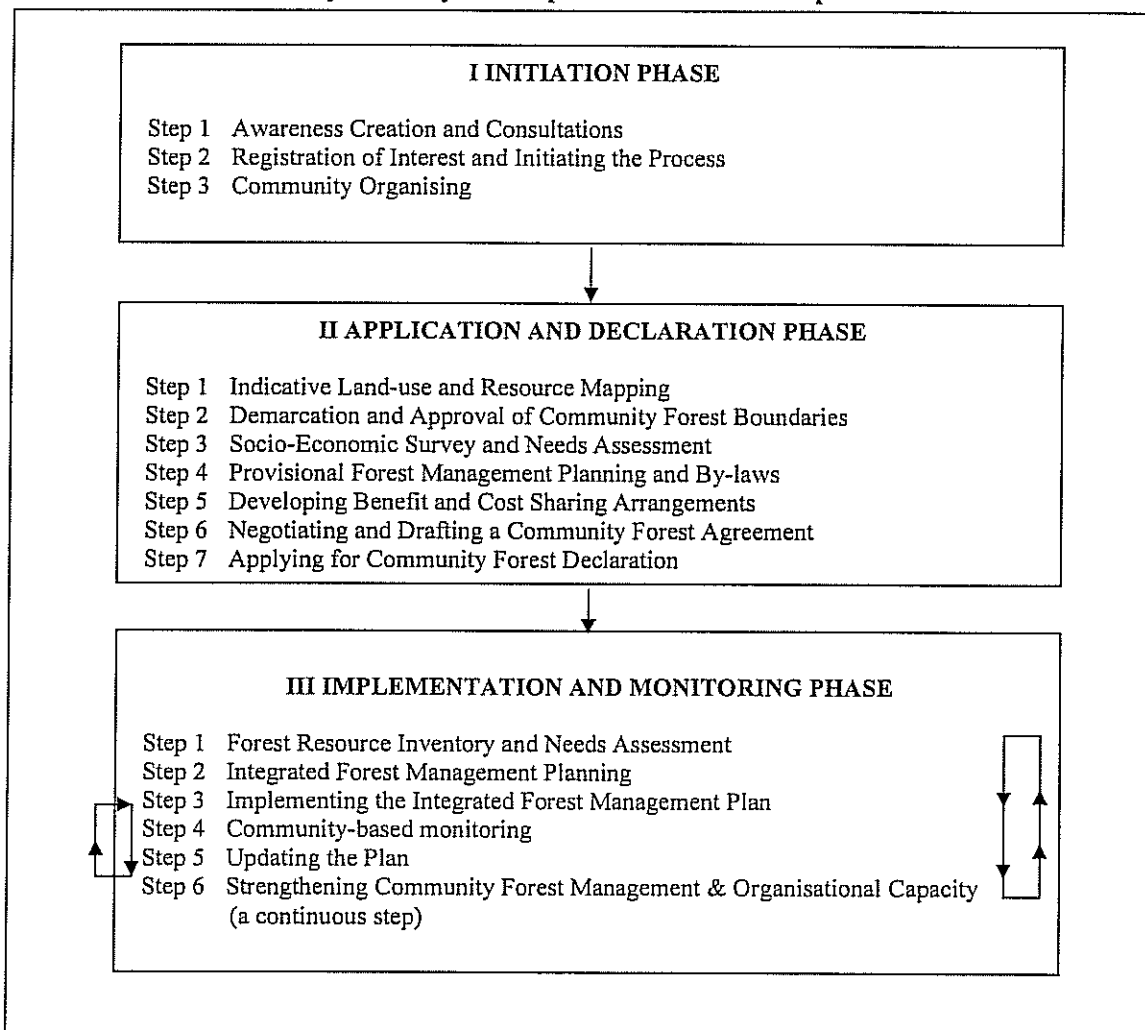 I INITIATION PHASE
Step 1 Awareness Creation and Consultations
Step 2 Registration of Interest and Initiating the Process
Step 3 Community Organising
II APPLICATION AND DECLARATION PHASE
Step 1 Indicative Land-use and Resource Mapping
Step 2 Demarcation and Approval of Community Forest Boundaries
Step 3 Socio-Economic Survey and Needs Assessment
Step 4 Provisional Forest Management Planning and By-laws
Step 5 Developing Benefit and Cost Sharing Arrangements
Step 6 Negotiating and Drafting a Community Forest Agreement
Step 7 Applying for Community Forest Declaration
III IMPLEMENTATION AND MONITORING PHASE
Step 1 Forest Resource Inventory and Needs Assessment
Step 2 Integrated Forest Management Planning
Step 3 Implementing the Integrated Forest Management Plan
Step 4 Community-based monitoring
Step 5 Updating the Plan
Step 6 Strengthening Community Forest Management & Organisational Capacity
(a continuous step)